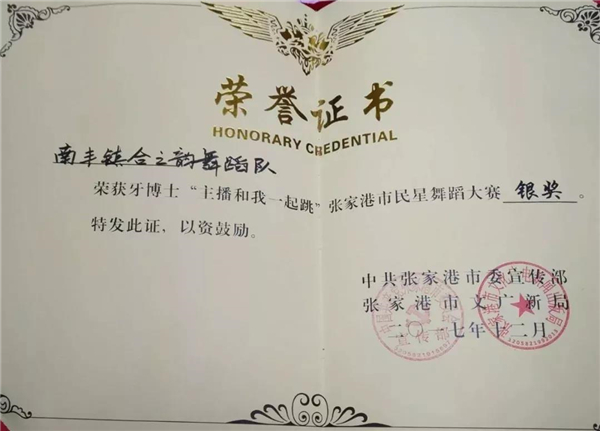 荣誉证书
HONORARY CREDENTIAL
南丰镇合之韵舞蹈队
荣获牙博士“主播和我一起跳”张家港市民星舞蹈大赛 银奖 。
特发此证，以资鼓励。
中共张家港市委宣传部
张家港市文广新局
二〇一七年十二月